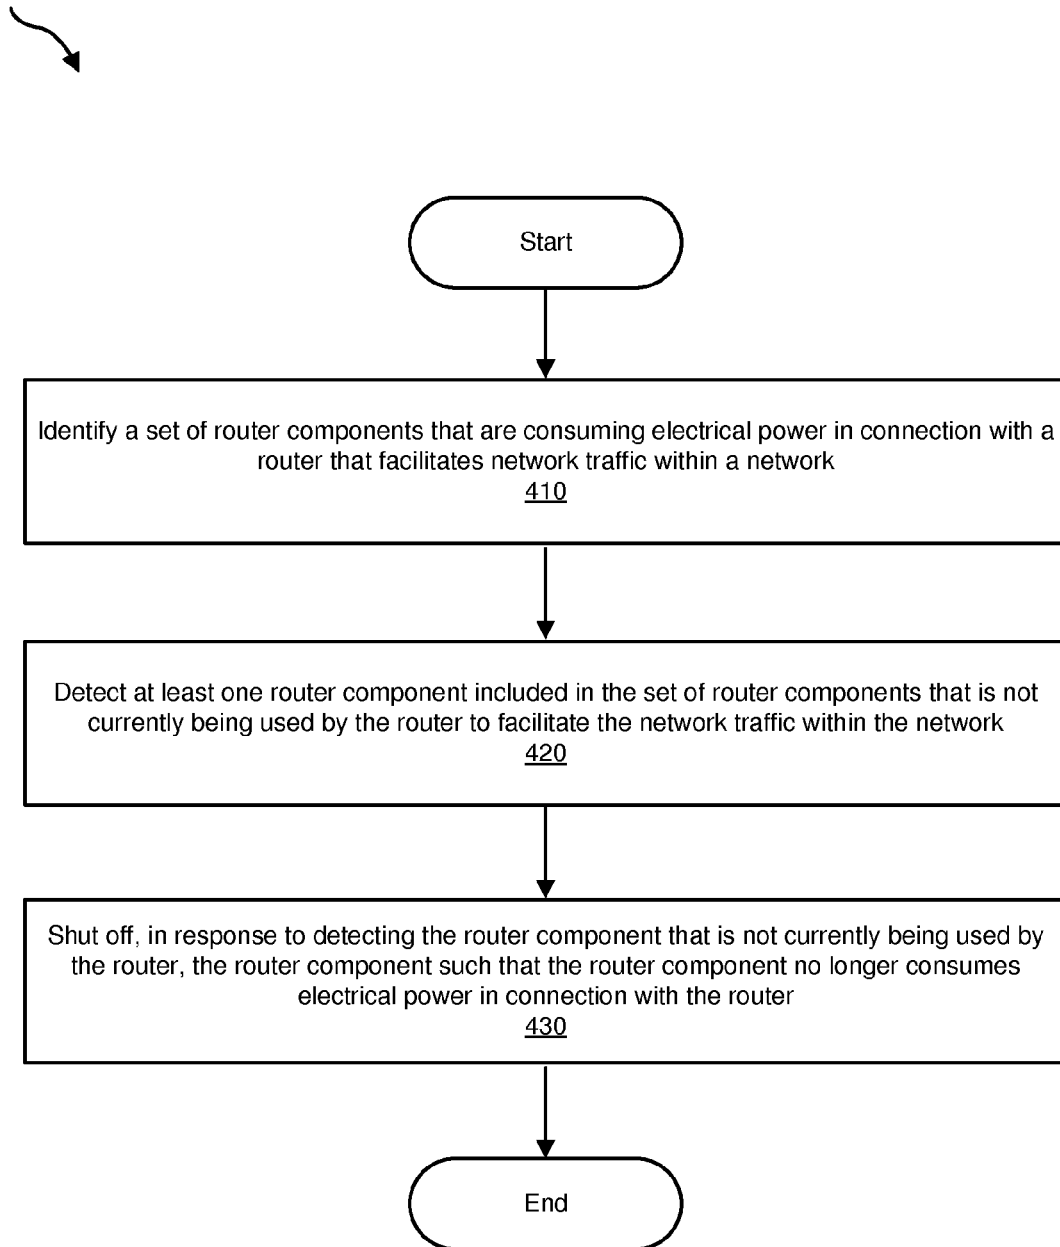 Start
Identify a set of router components that are consuming electrical power in connection with a
router that facilitates network traffic within a network
410
Detect at least one router component included in the set of router components that is not
currently being used by the router to facilitate the network traffic within the network
420
Shut off, in response to detecting the router component that is not currently being used by
the router, the router component such that the router component no longer consumes
electrical power in connection with the router
430
End